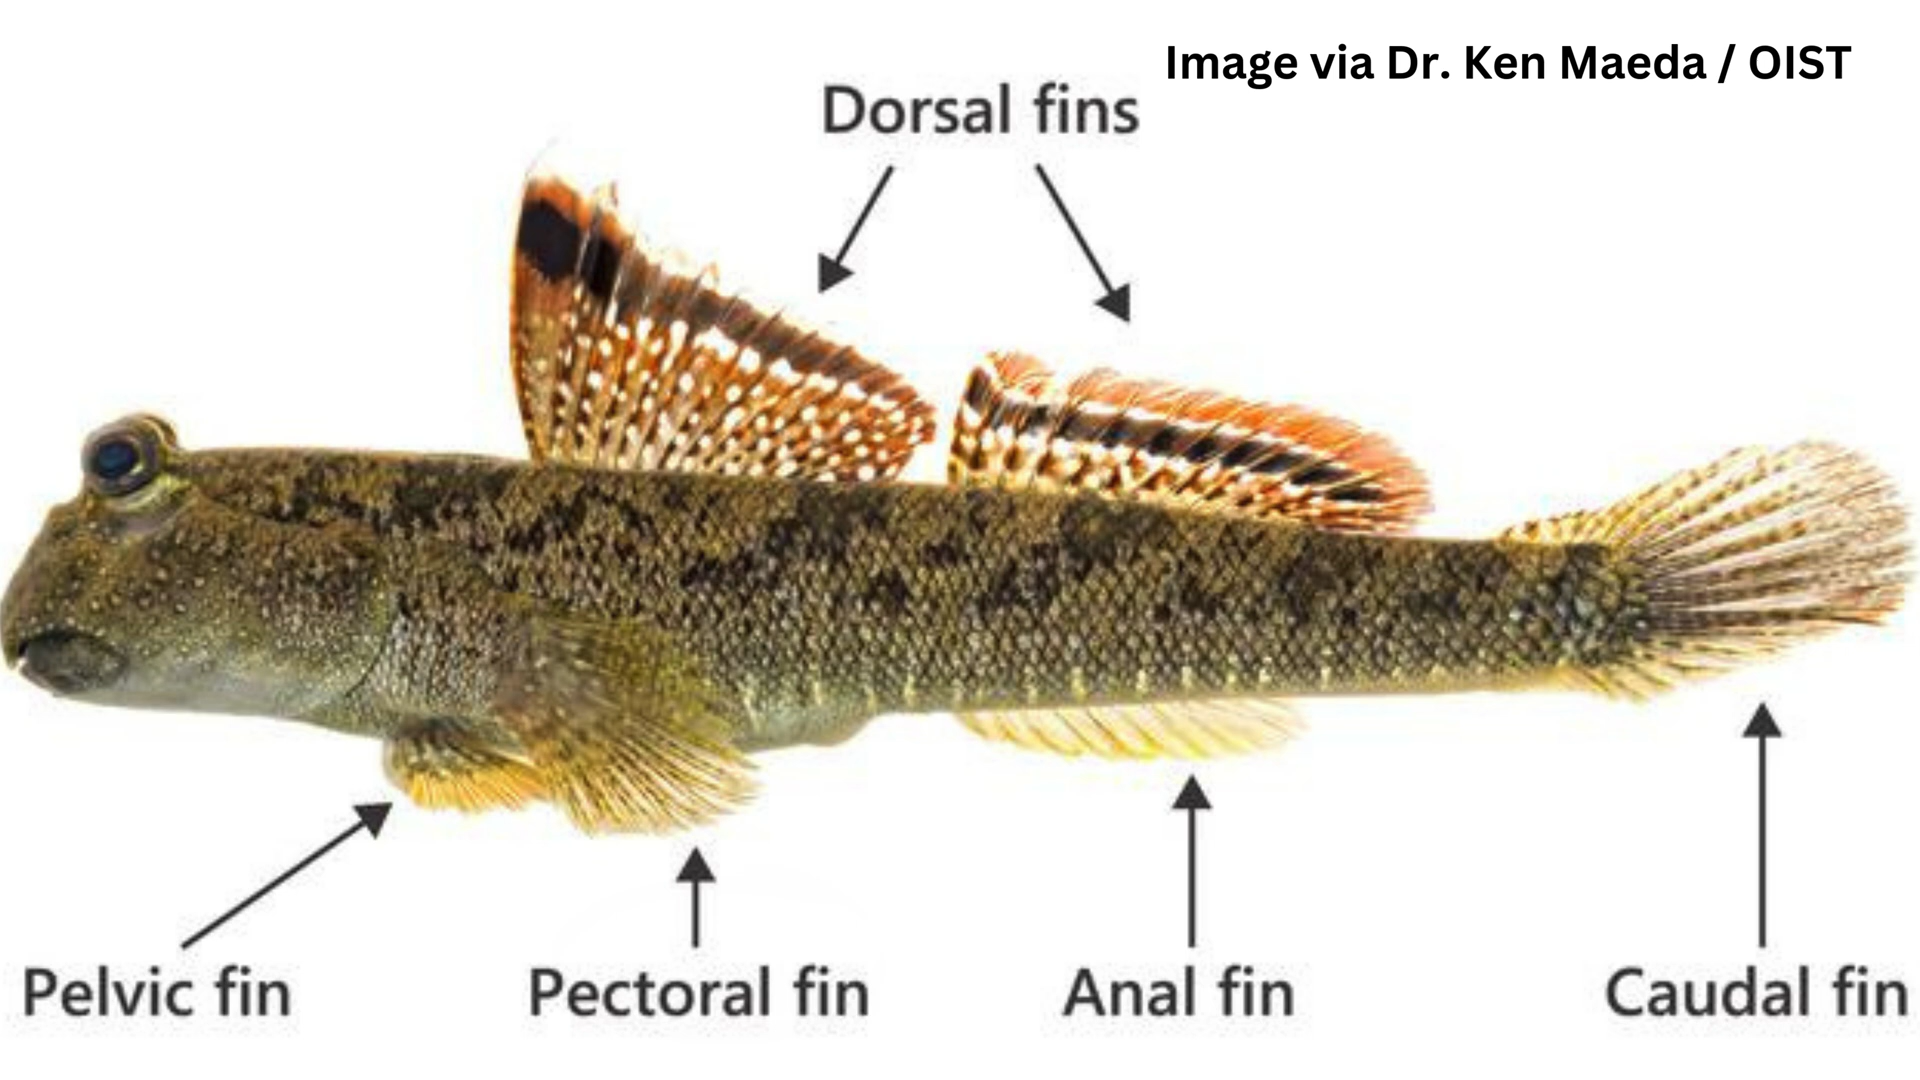 Image via Dr. Ken Maeda / OIST
Dorsal fins
Pelvic fin
Pectoral fin
Anal fin
Caudal fin